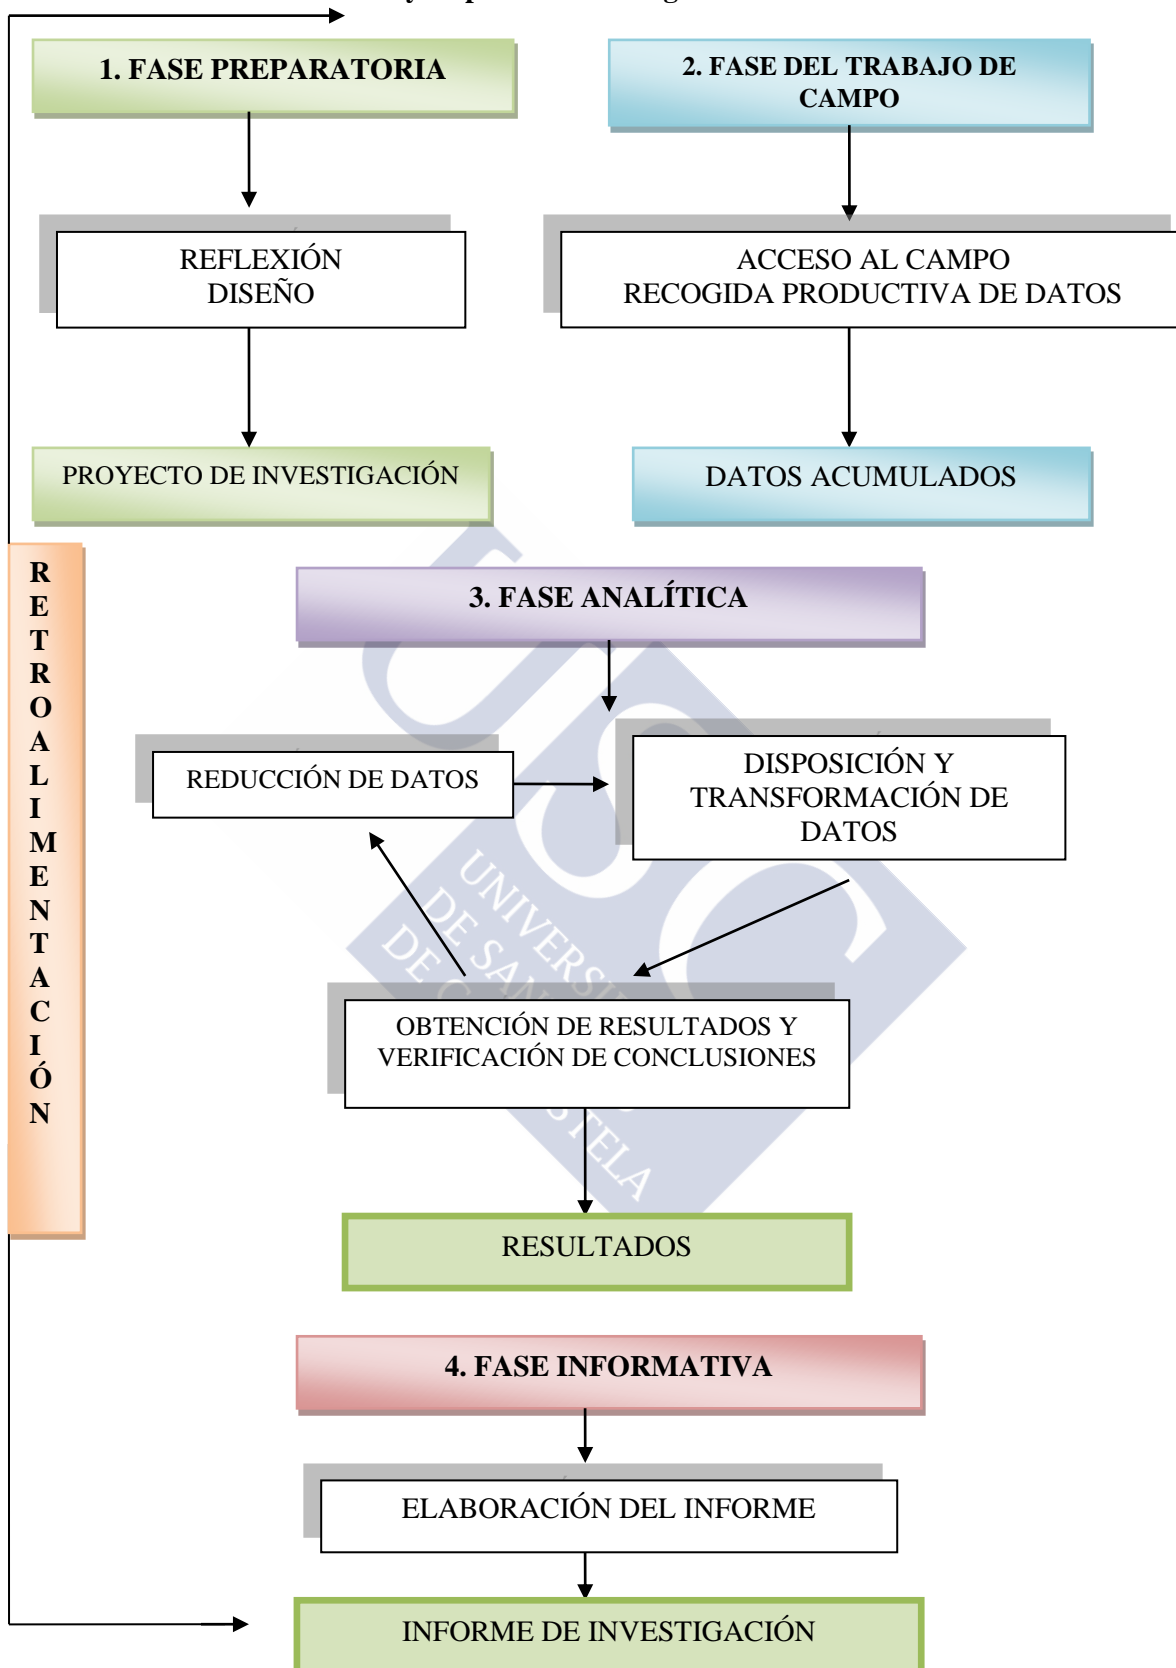 1. FASE PREPARATORIA
2. FASE DEL TRABAJO DE
CAMPO
REFLEXIÓN
DISEÑO
ACCESO AL CAMPO
RECOGIDA PRODUCTIVA DE DATOS
PROYECTO DE INVESTIGACIÓN
DATOS ACUMULADOS
R
E
T
R
O
A
L
I
M
E
N
T
A
C
I
Ó
N
3. FASE ANALÍTICA
REDUCCIÓN DE DATOS
DISPOSICIÓN Y
TRANSFORMACIÓN DE
DATOS
OBTENCIÓN DE RESULTADOS Y
VERIFICACIÓN DE CONCLUSIONES
RESULTADOS
4. FASE INFORMATIVA
ELABORACIÓN DEL INFORME
INFORME DE INVESTIGACIÓN
USC